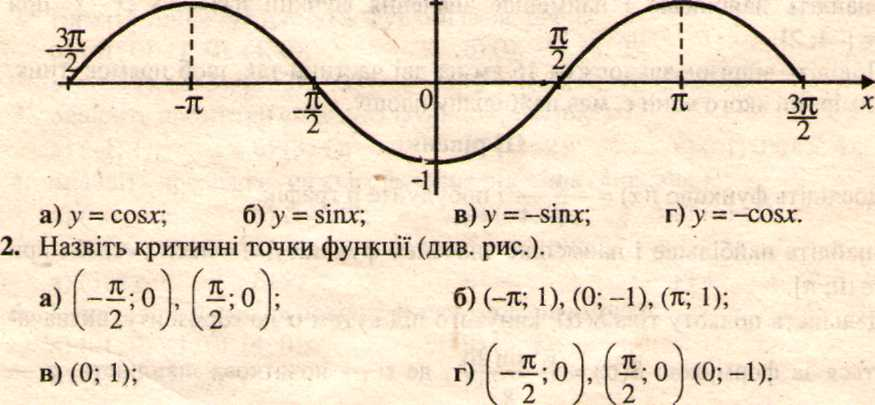 -3π/2 -π -π/2 0 π/2 π 3π/2 x
-1
а) y = cosx; б) y = sinx; в) y = –sinx; г) y = –cosx.
2. Назвіть критичні точки функції (див. рис.).
а) (–π/2; 0), (π/2; 0); б) (–π; 1), (0; –1), (π; 1);
в) (0; 1); г) (–π/2; 0), (π/2; 0) (0; –1).